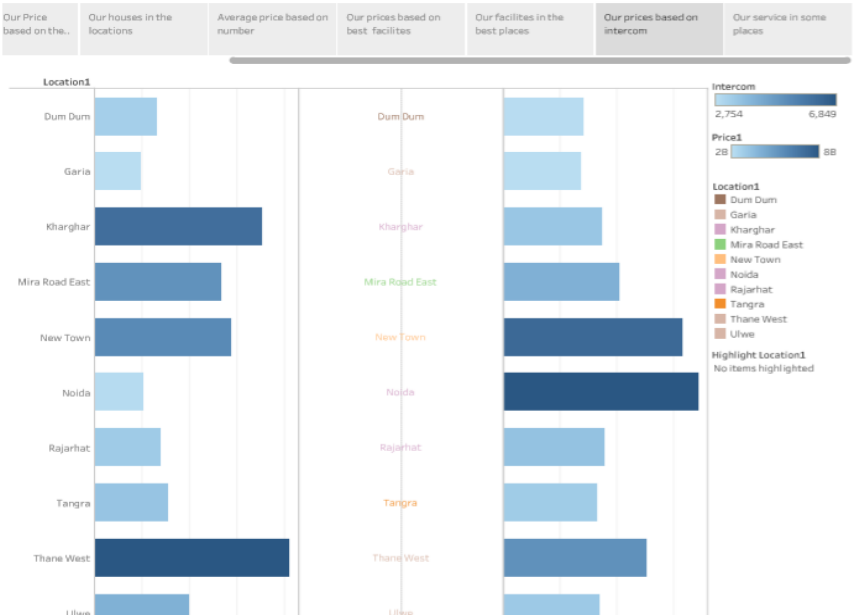 Our Price
based on the..
Our houses in the
locations
Average price based on
number
Our prices based on
best facilites
Our facilites in the
best places
Our prices based on
intercom
Our service in some
places
Location1
Dum Dum
Garia
Kharghar
Mira Road East
New Town
Noida
Rajarhat
Tangra
Thane West
Ulwe
Dum Dum
Garia
Kharghar
Mira Road East
New Town
Noida
Rajarhat
Tangra
Thane West
Ulwe
Intercom
2,754 6,849
Price1
28 88
Location1
Dum Dum
Garia
Kharghar
Mira Road East
New Town
Noida
Rajarhat
Tangra
Thane West
Ulwe
Highlight Location1
No items highlighted